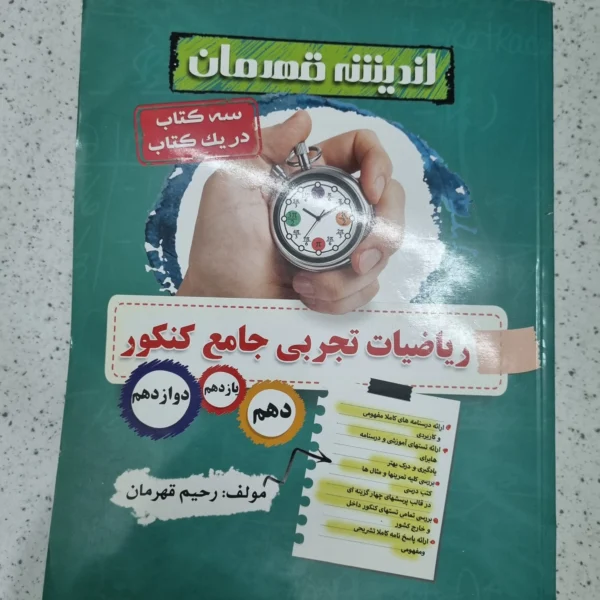 اندیشه قهرمان
سه کتاب
در یک کتاب
ریاضیات تجربی جامع کنکور
دهم
یازدهم
دوازدهم
ارائه درسنامه های کاملا مفهومی
و کاربردی
ارائه تستهای آموزشی و درسنامه
هابرای
یادگیری و درک بهتر
بررسی کلیه تمرینها و مثال ها
کتب درسی
در قالب پرسشهای چهار گزینه ای
بررسی تمامی تستهای کنکور داخل
و خارج کشور
ارائه پاسخ نامه کاملا تشریحی
ومفهومی
مولف: رحیم قهرمان